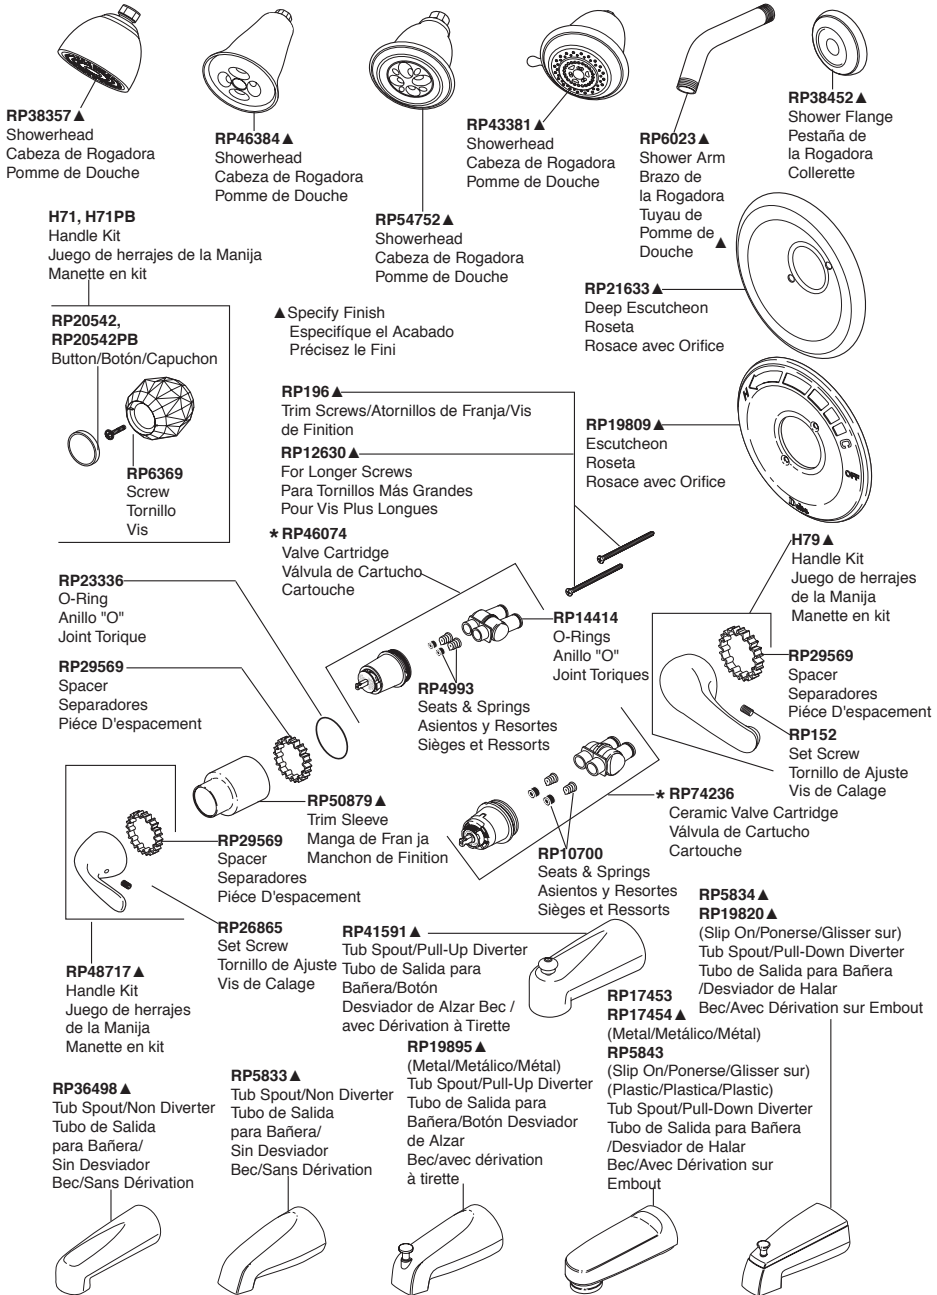 RP38357▲
Showerhead
Cabeza de Rogadora
Pomme de Douche
RP46384▲
Showerhead
Cabeza de Rogadora
Pomme de Douche
RP54752▲
Showerhead
Cabeza de Rogadora
Pomme de Douche
RP43381▲
Showerhead
Cabeza de Rogadora
Pomme de Douche
RP6023▲
Shower Arm
Brazo de
la Rogadora
Tuyau de
Pomme de
Douche ▲
RP38452▲
Shower Flange
Pestaña de
la Rogadora
Collerette
H71, H71PB
Handle Kit
Juego de herrajes de la Manija
Manette en kit
RP20542,
RP20542PB
Button/Botón/Capuchon
RP6369
Screw
Tornillo
Vis
▲Specify Finish
Especifíque el Acabado
Précisez le Fini
RP21633▲
Deep Escutcheon
Roseta
Rosace avec Orifice
RP196▲
Trim Screws/Atornillos de Franja/Vis
de Finition
RP12630▲
For Longer Screws
Para Tornillos Más Grandes
Pour Vis Plus Longues
RP19809▲
Escutcheon
Roseta
Rosace avec Orifice
H
C
OFF
*RP46074
Valve Cartridge
Válvula de Cartucho
Cartouche
H79▲
Handle Kit
Juego de herrajes
de la Manija
Manette en kit
RP23336
O-Ring
Anillo "O"
Joint Torique
RP29569
Spacer
Separadores
Piéce D'espacement
RP14414
O-Rings
Anillo "O"
Joint Toriques
RP4993
Seats & Springs
Asientos y Resortes
Sièges et Ressorts
RP29569
Spacer
Separadores
Piéce D'espacement
RP152
Set Screw
Tornillo de Ajuste
Vis de Calage
RP50879▲
Trim Sleeve
Manga de Fran ja
Manchon de Finition
*RP74236
Ceramic Valve Cartridge
Válvula de Cartucho
Cartouche
RP29569
Spacer
Separadores
Piéce D'espacement
RP10700
Seats & Springs
Asientos y Resortes
Sièges et Ressorts
RP26865
Set Screw
Tornillo de Ajuste
Vis de Calage
RP48717▲
Handle Kit
Juego de herrajes
de la Manija
Manette en kit
RP41591▲
Tub Spout/Pull-Up Diverter
Tubo de Salida para
Bañera/Botón
Desviador de Alzar Bec /
avec Dérivation à Tirette
RP5834▲
RP19820▲
(Slip On/Ponerse/Glisser sur)
Tub Spout/Pull-Down Diverter
Tubo de Salida para Bañera
/Desviador de Halar
Bec/Avec Dérivation sur Embout
RP17453
RP17454▲
(Metal/Metálico/Métal)
RP5843
(Slip On/Ponerse/Glisser sur)
(Plastic/Plastica/Plastic)
Tub Spout/Pull-Down Diverter
Tubo de Salida para Bañera
/Desviador de Halar
Bec/Avec Dérivation sur
Embout
RP19895▲
(Metal/Metálico/Métal)
Tub Spout/Pull-Up Diverter
Tubo de Salida para
Bañera/Botón Desviador
de Alzar
Bec/avec dérivation
à tirette
RP36498▲
Tub Spout/Non Diverter
Tubo de Salida
para Bañera/
Sin Desviador
Bec/Sans Dérivation
RP5833▲
Tub Spout/Non Diverter
Tubo de Salida
para Bañera/
Sin Desviador
Bec/Sans Dérivation